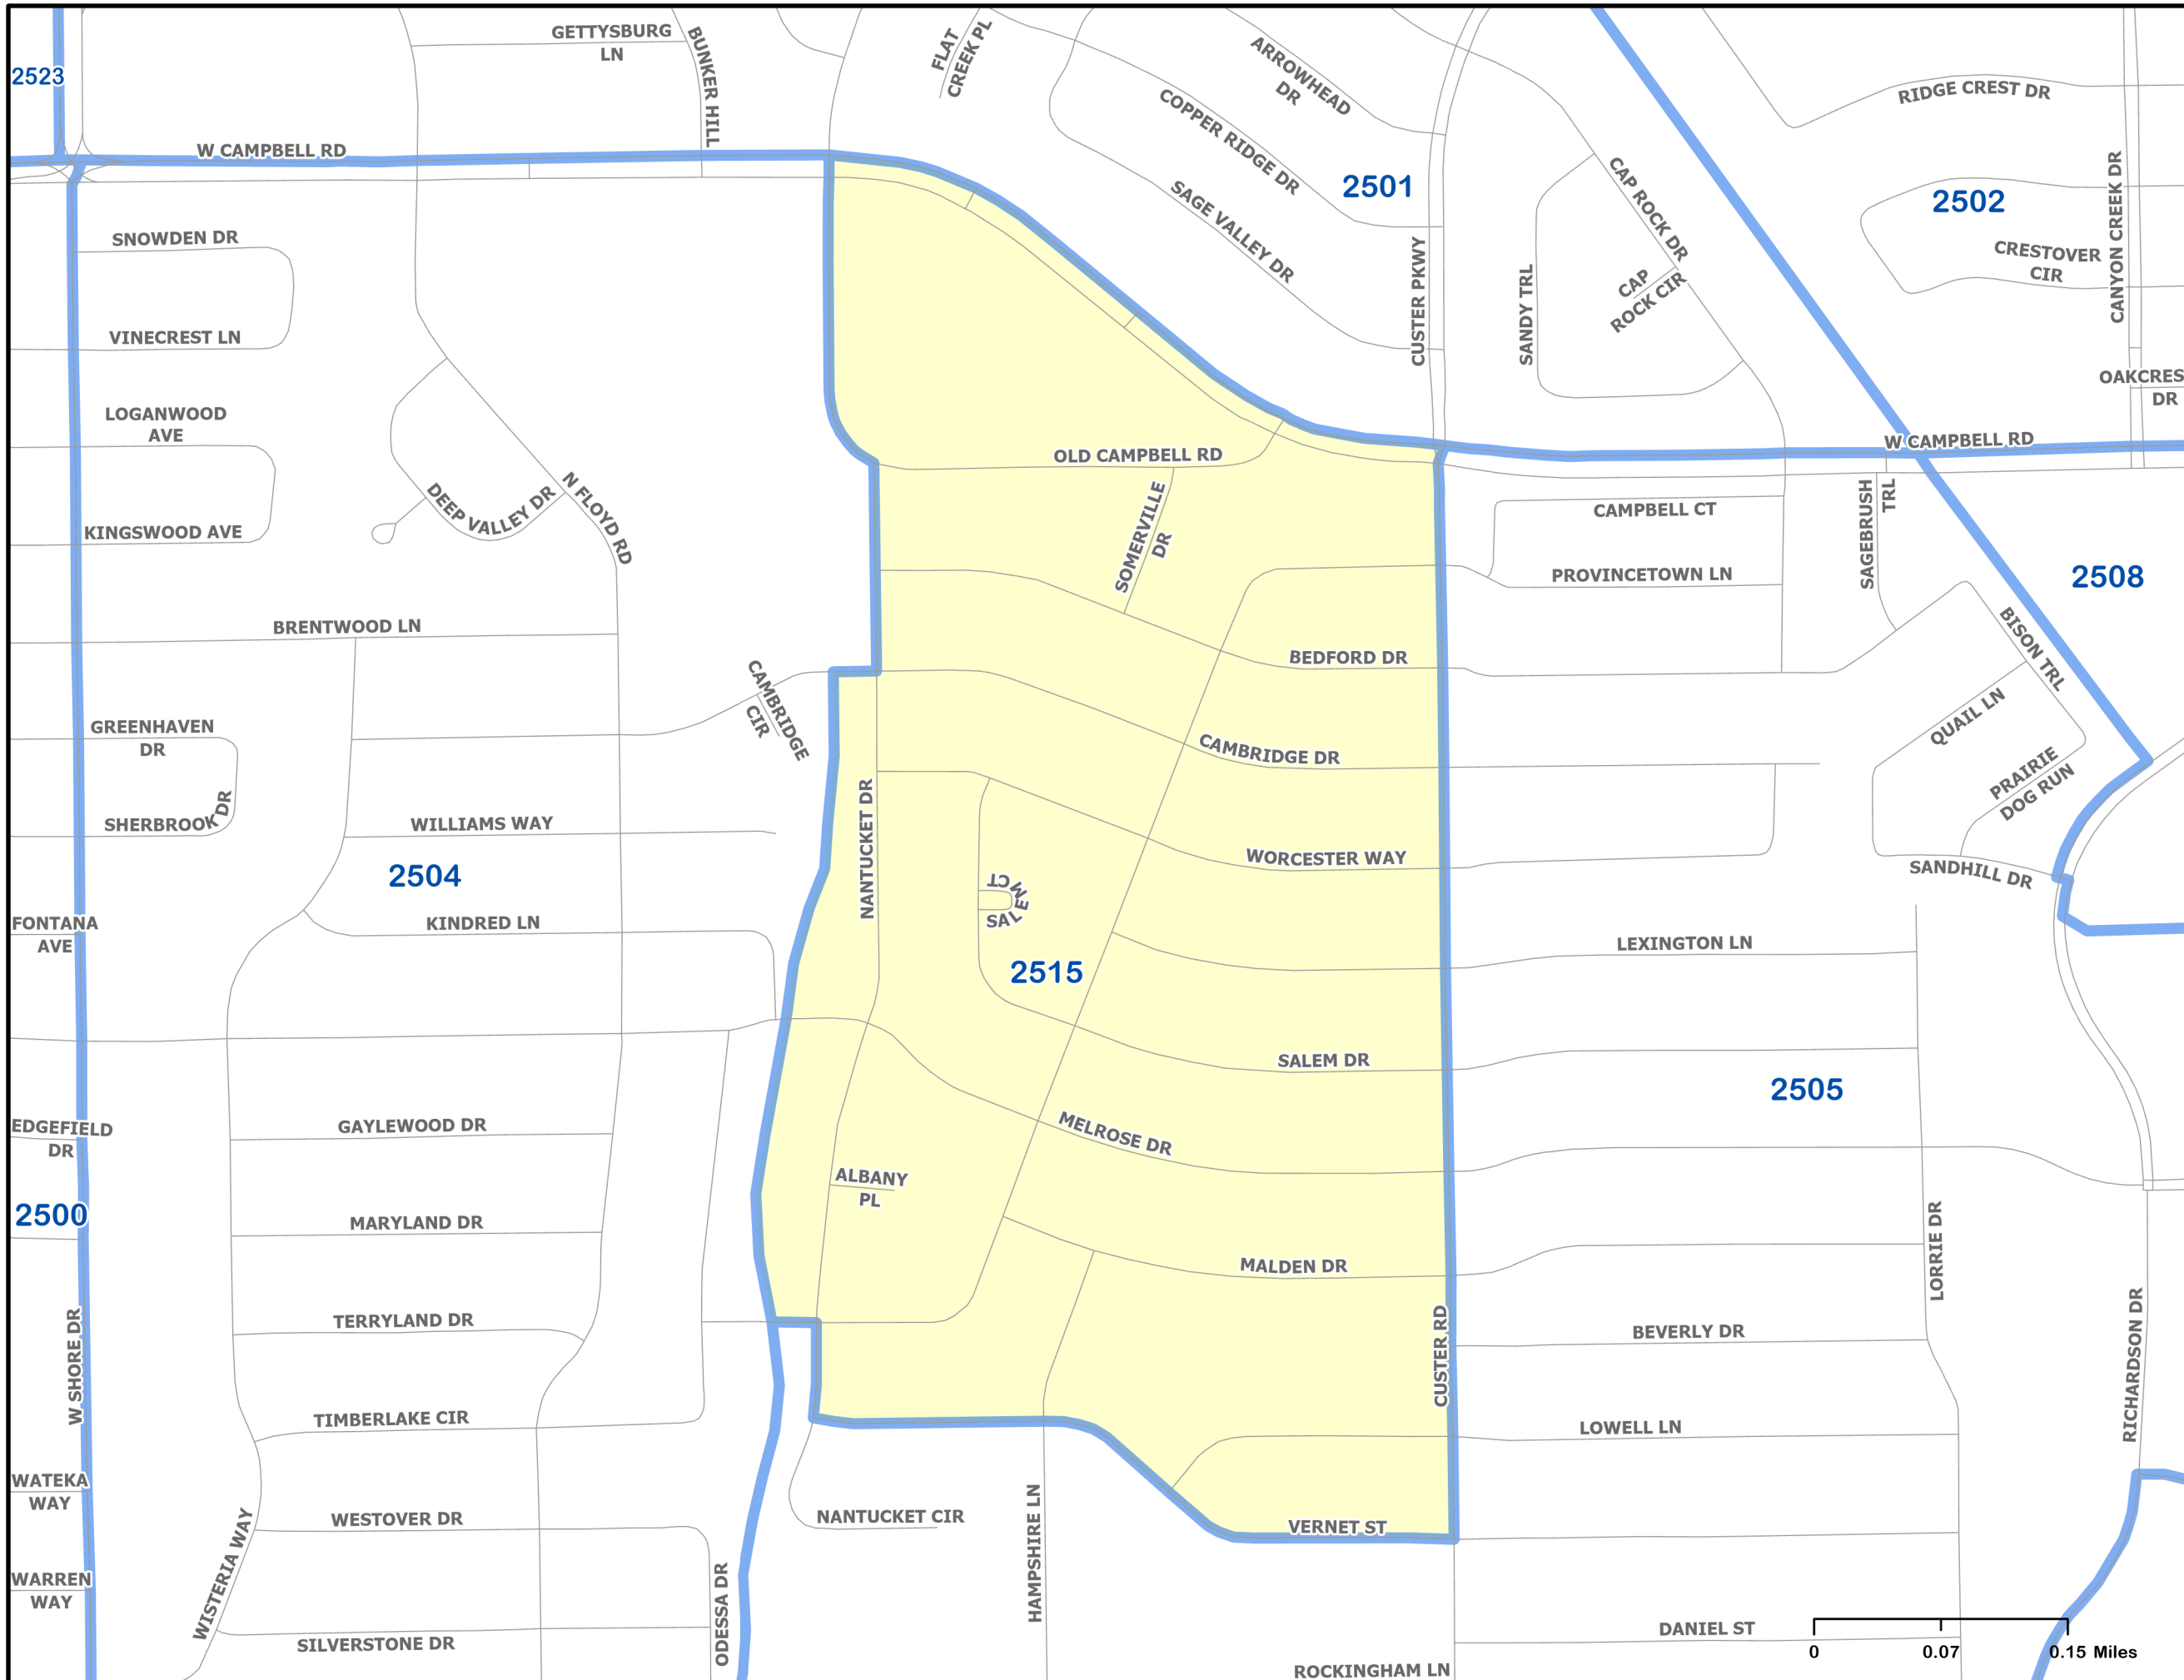 GETTYSBURG
LN
BUNKER HILL
FLAT
CREEK PL
ARROWHEAD
DR
COPPER RIDGE DR
SAGE VALLEY DR
2501
CUSTER PKWY
SANDY TRL
CAP ROCK DR
CAP
ROCK CIR
RIDGE CREST DR
2502
CRESTOVER
CIR
CANYON CREEK DR
OAKCRES
DR
2523
W CAMPBELL RD
W CAMPBELL RD
SNOWDEN DR
VINECREST LN
LOGANWOOD
AVE
KINGSWOOD AVE
DEEP VALLEY DR
N FLOYD RD
OLD CAMPBELL RD
SOMERVILLE
DR
CAMPBELL CT
PROVINCETOWN LN
SAGEBRUSH
TRL
2508
BISON TRL
QUAIL LN
PRAIRIE
DOG RUN
SANDHILL DR
BRENTWOOD LN
BEDFORD DR
CAMBRIDGE
CIR
CAMBRIDGE DR
GREENHAVEN
DR
SHERBROOK DR
WILLIAMS WAY
NANTUCKET DR
WORCESTER WAY
2504
SALEM CT
FONTANA
AVE
KINDRED LN
2515
LEXINGTON LN
SALEM DR
2505
EDGEFIELD
DR
GAYLEWOOD DR
MELROSE DR
ALBANY
PL
2500
MARYLAND DR
MALDEN DR
LORRIE DR
W SHORE DR
TERRYLAND DR
CUSTER RD
BEVERLY DR
RICHARDSON DR
TIMBERLAKE CIR
LOWELL LN
WATEKA
WAY
WESTOVER DR
NANTUCKET CIR
HAMPSHIRE LN
VERNET ST
WARREN
WAY
WISTERIA WAY
ODESSA DR
SILVERSTONE DR
DANIEL ST
ROCKINGHAM LN
0
0.07
0.15 Miles